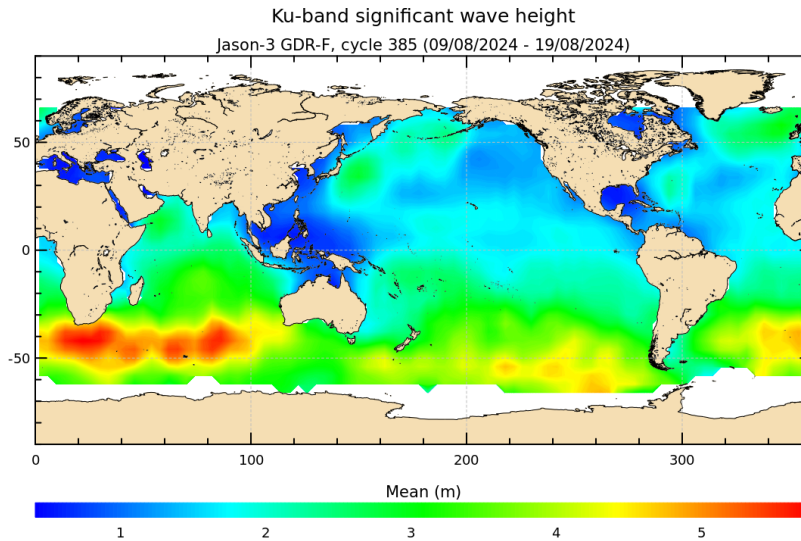 Ku-band significant wave height
Jason-3 GDR-F, cycle 385 (09/08/2024 - 19/08/2024)
50
0
-50
0 100 200 300
Mean (m)
1 2 3 4 5